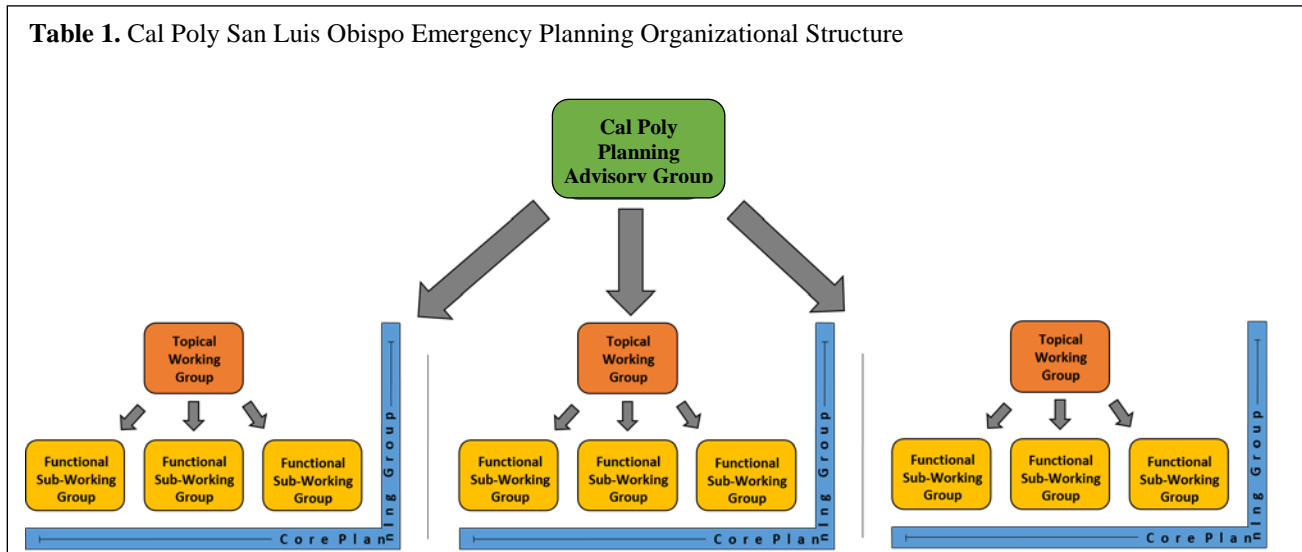 Table 1. Cal Poly San Luis Obispo Emergency Planning Organizational Structure
Cal Poly
Planning
Advisory Group
Topical
Working
Group
Functional
Sub-Working
Group
Functional
Sub-Working
Group
Functional
Sub-Working
Group
Core Planning Group
Topical
Working
Group
Functional
Sub-Working
Group
Functional
Sub-Working
Group
Functional
Sub-Working
Group
Core Planning Group
Topical
Working
Group
Functional
Sub-Working
Group
Functional
Sub-Working
Group
Functional
Sub-Working
Group
Core Planning Group